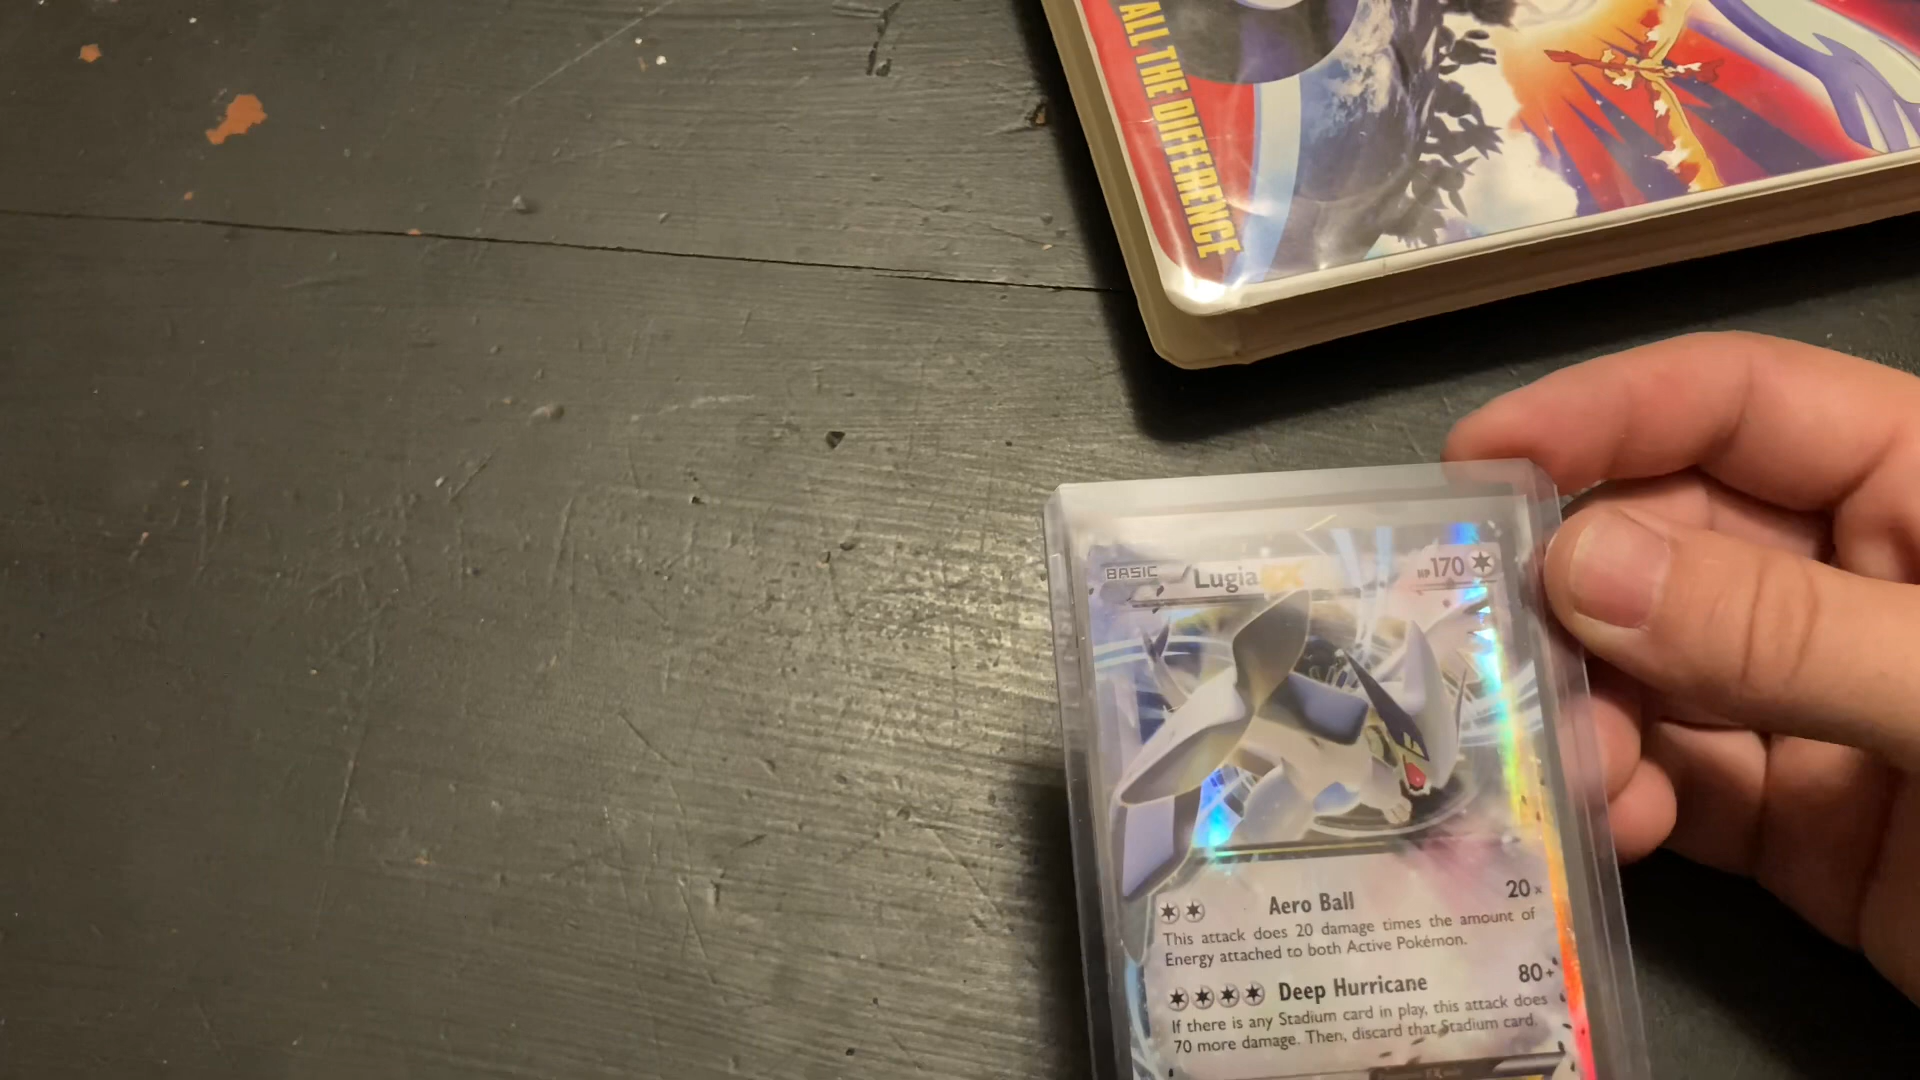 ALL THE DIFFERENCE
BASIC Lugia EX HP170
Aero Ball 20×
This attack does 20 damage times the amount of
Energy attached to both Active Pokémon.
Deep Hurricane 80+
If there is any Stadium card in play, this attack does
70 more damage. Then, discard that Stadium card.